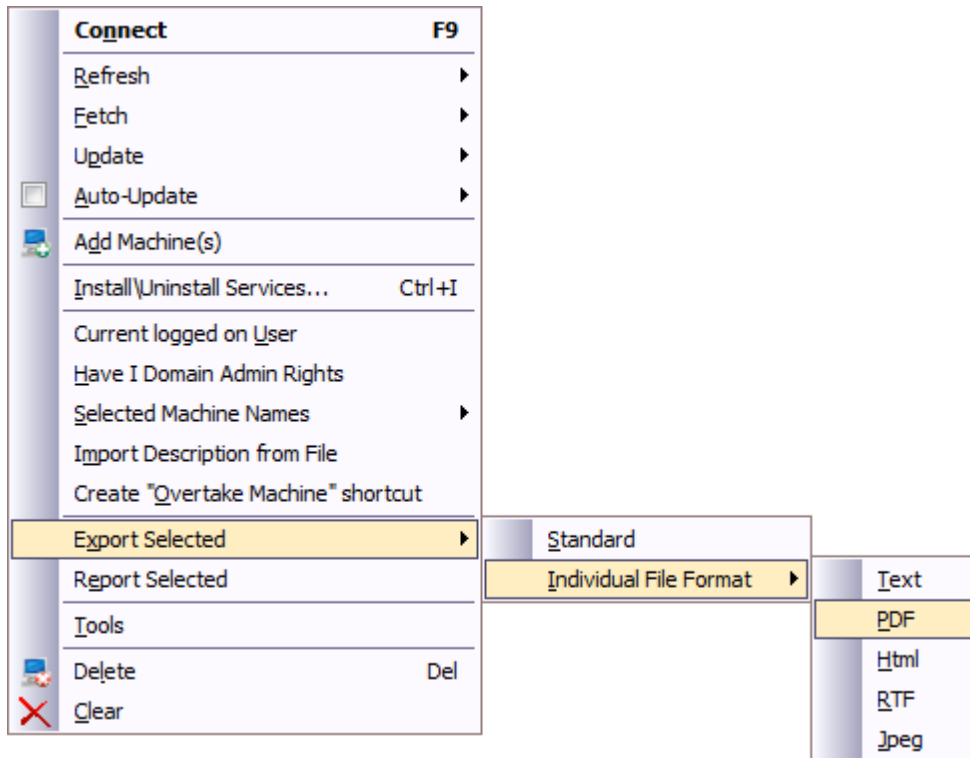 Connect F9
Refresh
Fetch
Update
Auto-Update
Add Machine(s)
Install\Uninstall Services... Ctrl+I
Current logged on User
Have I Domain Admin Rights
Selected Machine Names
Import Description from File
Create "Overtake Machine" shortcut
Export Selected
Report Selected
Tools
Delete Del
Clear
Standard
Individual File Format
Text
PDF
Html
RTF
Jpeg